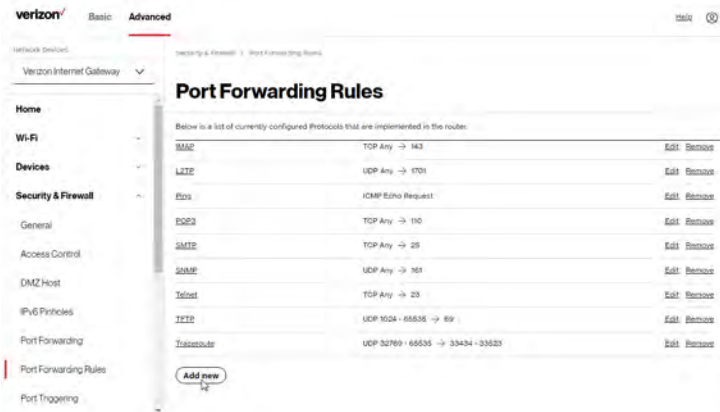 verizon✓ Basic Advanced Help
Network Devices
Verizon Internet Gateway
Home
Wi-Fi
Devices
Security & Firewall
General
Access Control
DMZ Host
IPv6 Pinholes
Port Forwarding
Port Forwarding Rules
Port Triggering
Security & Firewall > Port Forwarding Rules
Port Forwarding Rules
Below is a list of currently configured Protocols that are implemented in the router.
IMAP TCP Any → 143 Edit Remove
L2TP UDP Any → 1701 Edit Remove
Ping ICMP Echo Request Edit Remove
POP3 TCP Any → 110 Edit Remove
SMTP TCP Any → 25 Edit Remove
SNMP UDP Any → 161 Edit Remove
Telnet TCP Any → 23 Edit Remove
TFTP UDP 1024 - 65535 → 69 Edit Remove
Traceroute UDP 32769 - 65535 → 33434 - 33523 Edit Remove
Add new